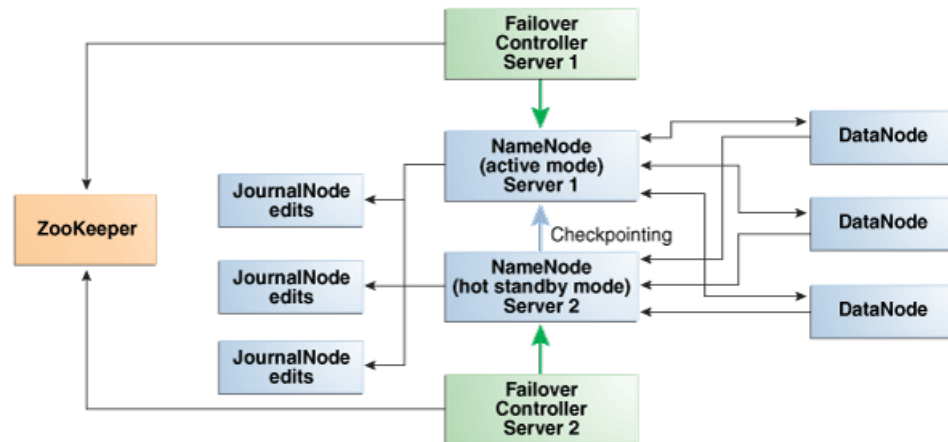 Failover
Controller
Server 1
NameNode
(active mode)
Server 1
DataNode
JournalNode
edits
ZooKeeper
Checkpointing
DataNode
JournalNode
edits
NameNode
(hot standby mode)
Server 2
DataNode
JournalNode
edits
Failover
Controller
Server 2